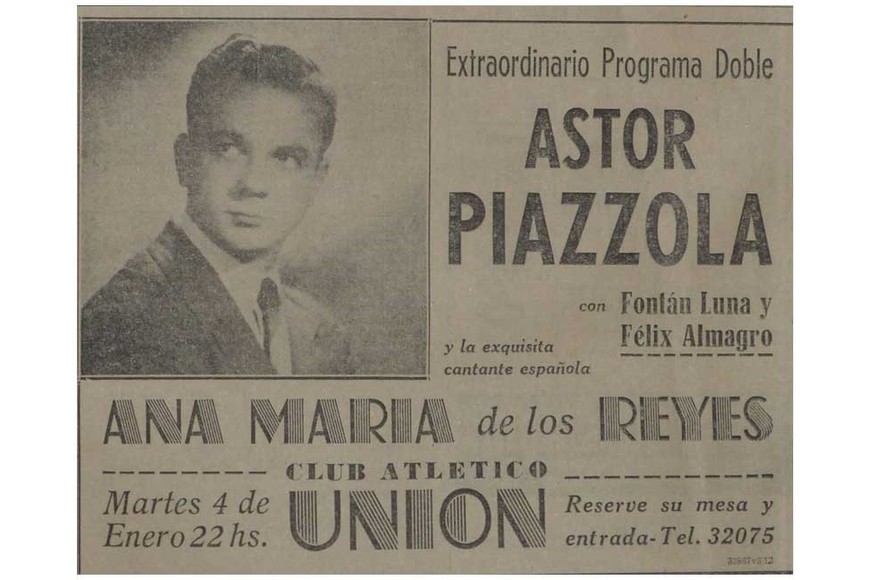 Extraordinario Programa Doble
ASTOR
PIAZZOLA
con Fontán Luna y
Félix Almagro
y la exquisita
cantante española
ANA MARIA de los REYES
CLUB ATLETICO
UNION
Martes 4 de
Enero 22 hs.
Reserve su mesa y
entrada-Tel. 32075